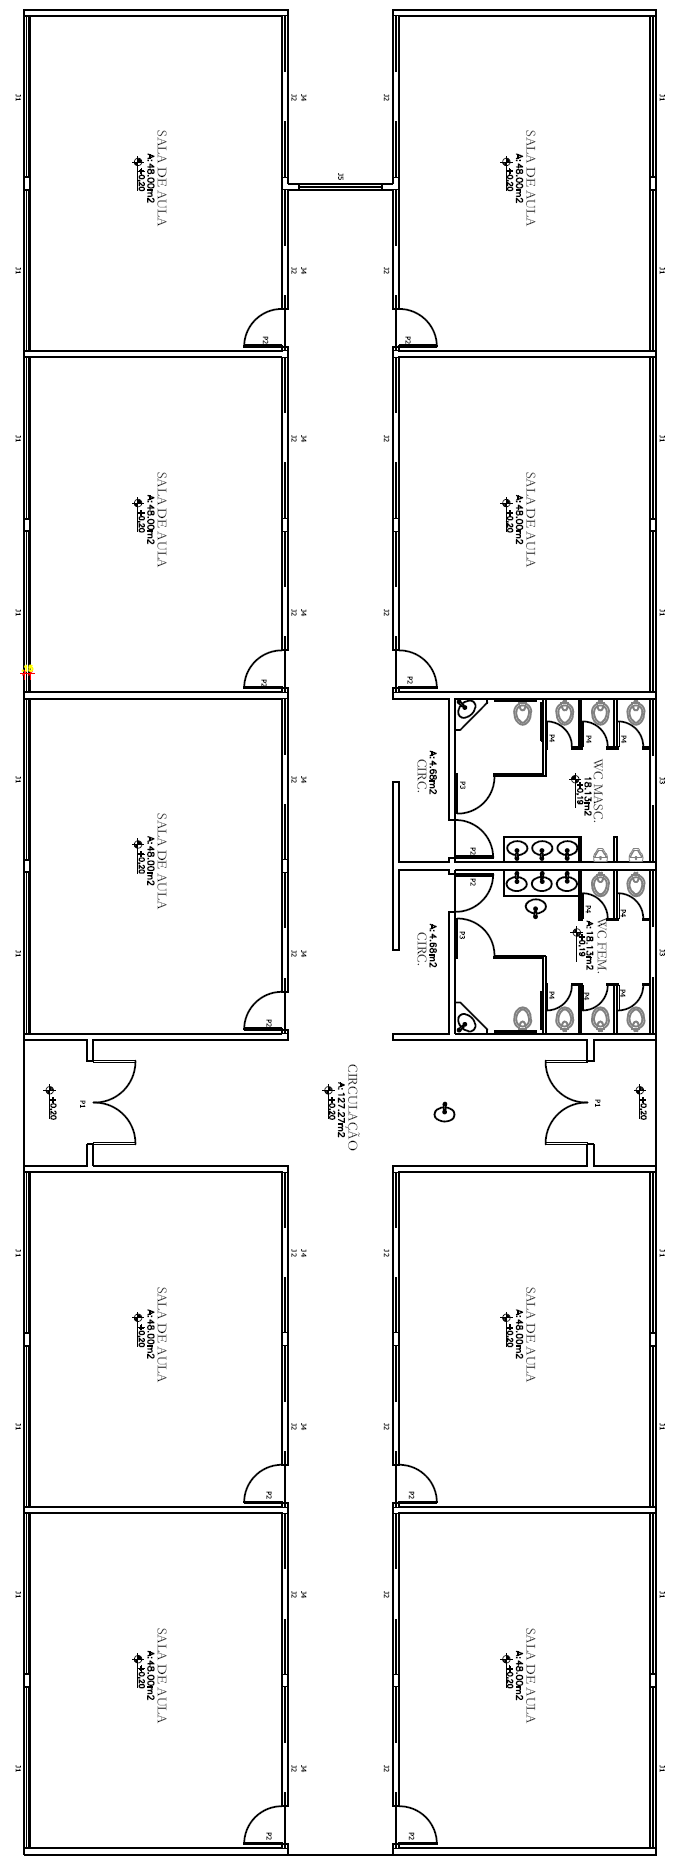 J1
J2
J4
J2
J1
SALA DE AULA
A:48.00m2
+0,20
SALA DE AULA
A:48.00m2
+0,20
J5
J1
J2
J4
J2
J1
P2
P2
J1
J2
J4
J2
J1
SALA DE AULA
A:48.00m2
+0,20
SALA DE AULA
A:48.00m2
+0,20
J1
J2
J4
J2
J1
P2
P2
P4
P4
P4
J1
J2
J4
CIRC.
A:4.68m2
P3
WC MASC.
18.13m2
+0,19
J3
SALA DE AULA
A:48.00m2
+0,20
P2
P2
P4
P4
J1
J2
J4
CIRC.
A:4.68m2
P3
WC FEM.
A:18.13m2
+0,19
J3
P4
P4
P4
P2
+0,20
P1
CIRCULAÇÃO
A:127.27m2
+0,20
P1
+0,20
J1
J2
J4
J2
J1
SALA DE AULA
A:48.00m2
+0,20
SALA DE AULA
A:48.00m2
+0,20
J1
J2
J4
J2
J1
P2
P2
J1
J2
J4
J2
J1
SALA DE AULA
A:48.00m2
+0,20
SALA DE AULA
A:48.00m2
+0,20
J1
J2
J4
J2
J1
P2
P2